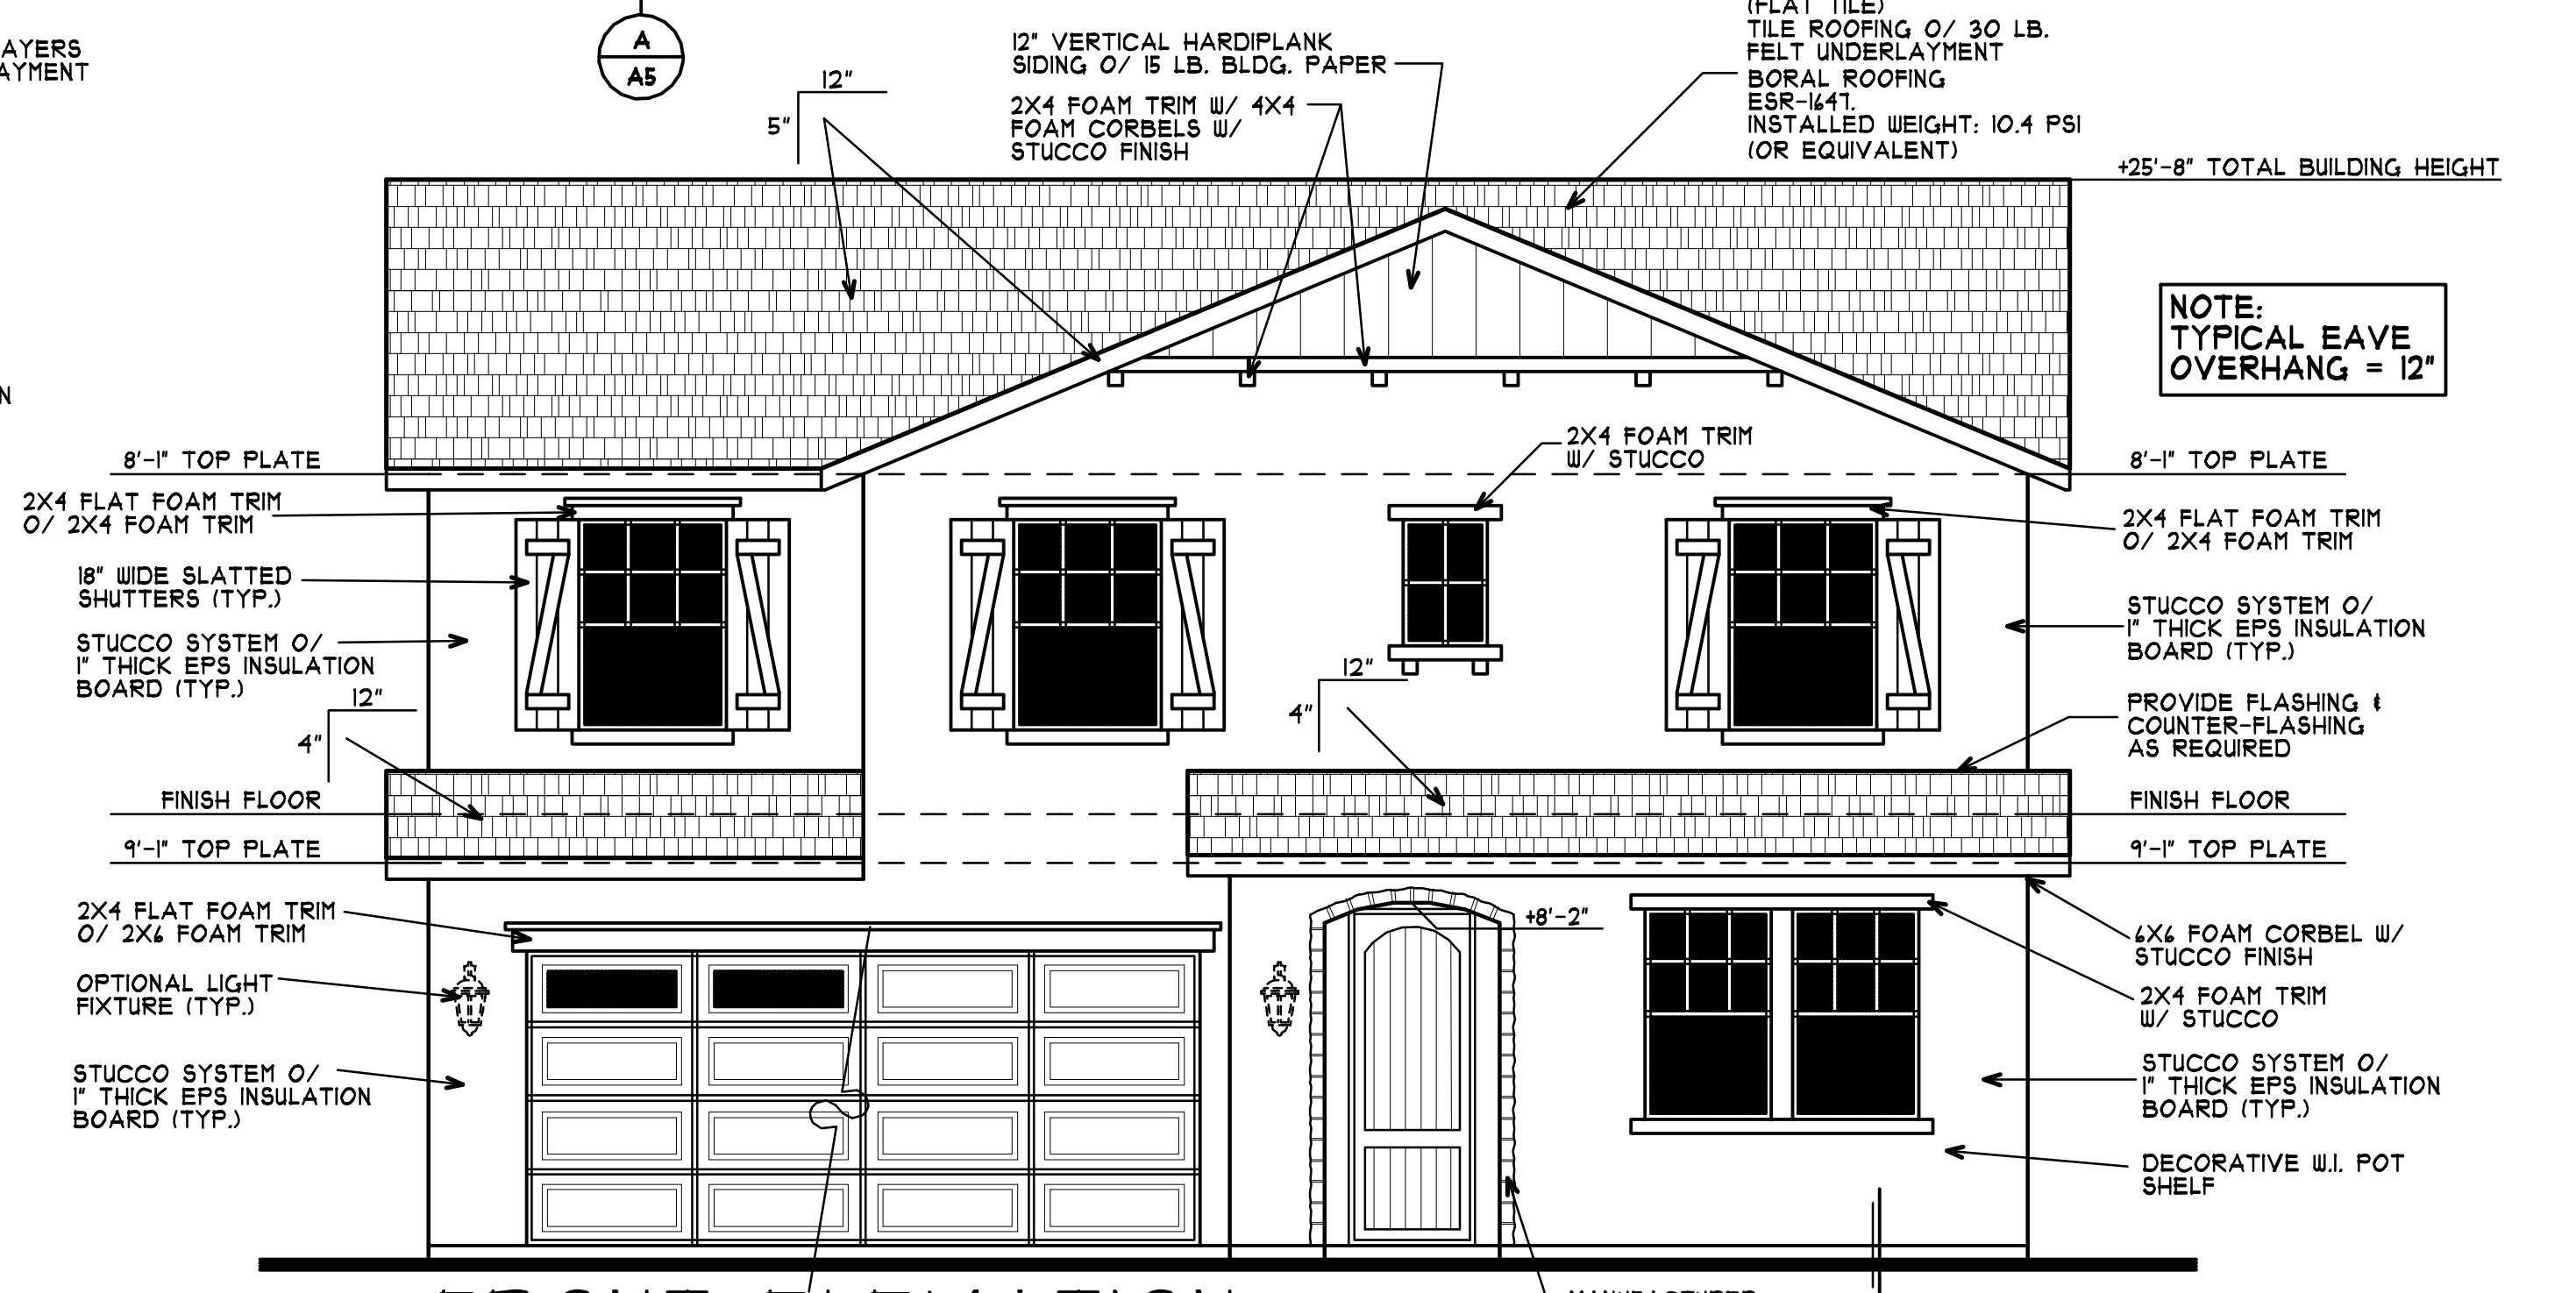 AYERS
AYMENT
N
A
A5
12"
5"
12" VERTICAL HARDIPLANK
SIDING O/ 15 LB. BLDG. PAPER
2X4 FOAM TRIM W/ 4X4
FOAM CORBELS W/
STUCCO FINISH
(FLAT TILE)
TILE ROOFING O/ 30 LB.
FELT UNDERLAYMENT
BORAL ROOFING
ESR-1647.
INSTALLED WEIGHT: 10.4 PSI
(OR EQUIVALENT)
+25'-8" TOTAL BUILDING HEIGHT
NOTE:
TYPICAL EAVE
OVERHANG = 12"
8'-1" TOP PLATE
2X4 FLAT FOAM TRIM
O/ 2X4 FOAM TRIM
18" WIDE SLATTED
SHUTTERS (TYP.)
STUCCO SYSTEM O/
1" THICK EPS INSULATION
BOARD (TYP.)
12"
4"
FINISH FLOOR
9'-1" TOP PLATE
2X4 FLAT FOAM TRIM
O/ 2X6 FOAM TRIM
OPTIONAL LIGHT
FIXTURE (TYP.)
STUCCO SYSTEM O/
1" THICK EPS INSULATION
BOARD (TYP.)
2X4 FOAM TRIM
W/ STUCCO
12"
4"
+8'-2"
8'-1" TOP PLATE
2X4 FLAT FOAM TRIM
O/ 2X4 FOAM TRIM
STUCCO SYSTEM O/
1" THICK EPS INSULATION
BOARD (TYP.)
PROVIDE FLASHING &
COUNTER-FLASHING
AS REQUIRED
FINISH FLOOR
9'-1" TOP PLATE
6X6 FOAM CORBEL W/
STUCCO FINISH
2X4 FOAM TRIM
W/ STUCCO
STUCCO SYSTEM O/
1" THICK EPS INSULATION
BOARD (TYP.)
DECORATIVE W.I. POT
SHELF
FRONT ELEVATION
MANUFACTURED